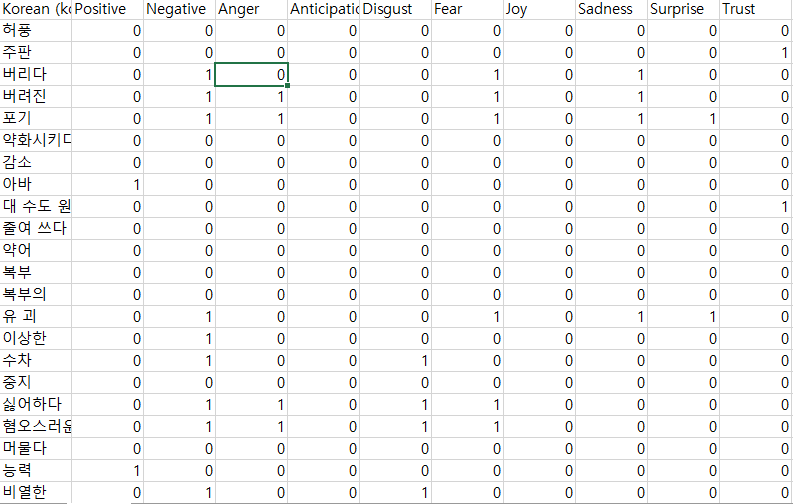 Korean (ko Positive Negative Anger Anticipatic Disgust Fear Joy Sadness Surprise Trust
허풍 0 0 0 0 0 0 0 0 0 0
주판 0 0 0 0 0 0 0 0 0 1
버리다 0 1 0 0 0 1 0 1 0 0
버려진 0 1 1 0 0 1 0 1 0 0
포기 0 1 1 0 0 1 0 1 1 0
약화시키다 0 0 0 0 0 0 0 0 0 0
감소 0 0 0 0 0 0 0 0 0 0
아바 1 0 0 0 0 0 0 0 0 0
대 수도 원 0 0 0 0 0 0 0 0 0 1
줄여 쓰다 0 0 0 0 0 0 0 0 0 0
약어 0 0 0 0 0 0 0 0 0 0
복부 0 0 0 0 0 0 0 0 0 0
복부의 0 0 0 0 0 0 0 0 0 0
유 괴 0 1 0 0 0 1 0 1 1 0
이상한 0 1 0 0 0 0 0 0 0 0
수차 0 1 0 0 1 0 0 0 0 0
중지 0 0 0 0 0 0 0 0 0 0
싫어하다 0 1 1 0 1 1 0 0 0 0
혐오스러운 0 1 1 0 1 1 0 0 0 0
머물다 0 0 0 0 0 0 0 0 0 0
능력 1 0 0 0 0 0 0 0 0 0
비열한 0 1 0 0 1 0 0 0 0 0